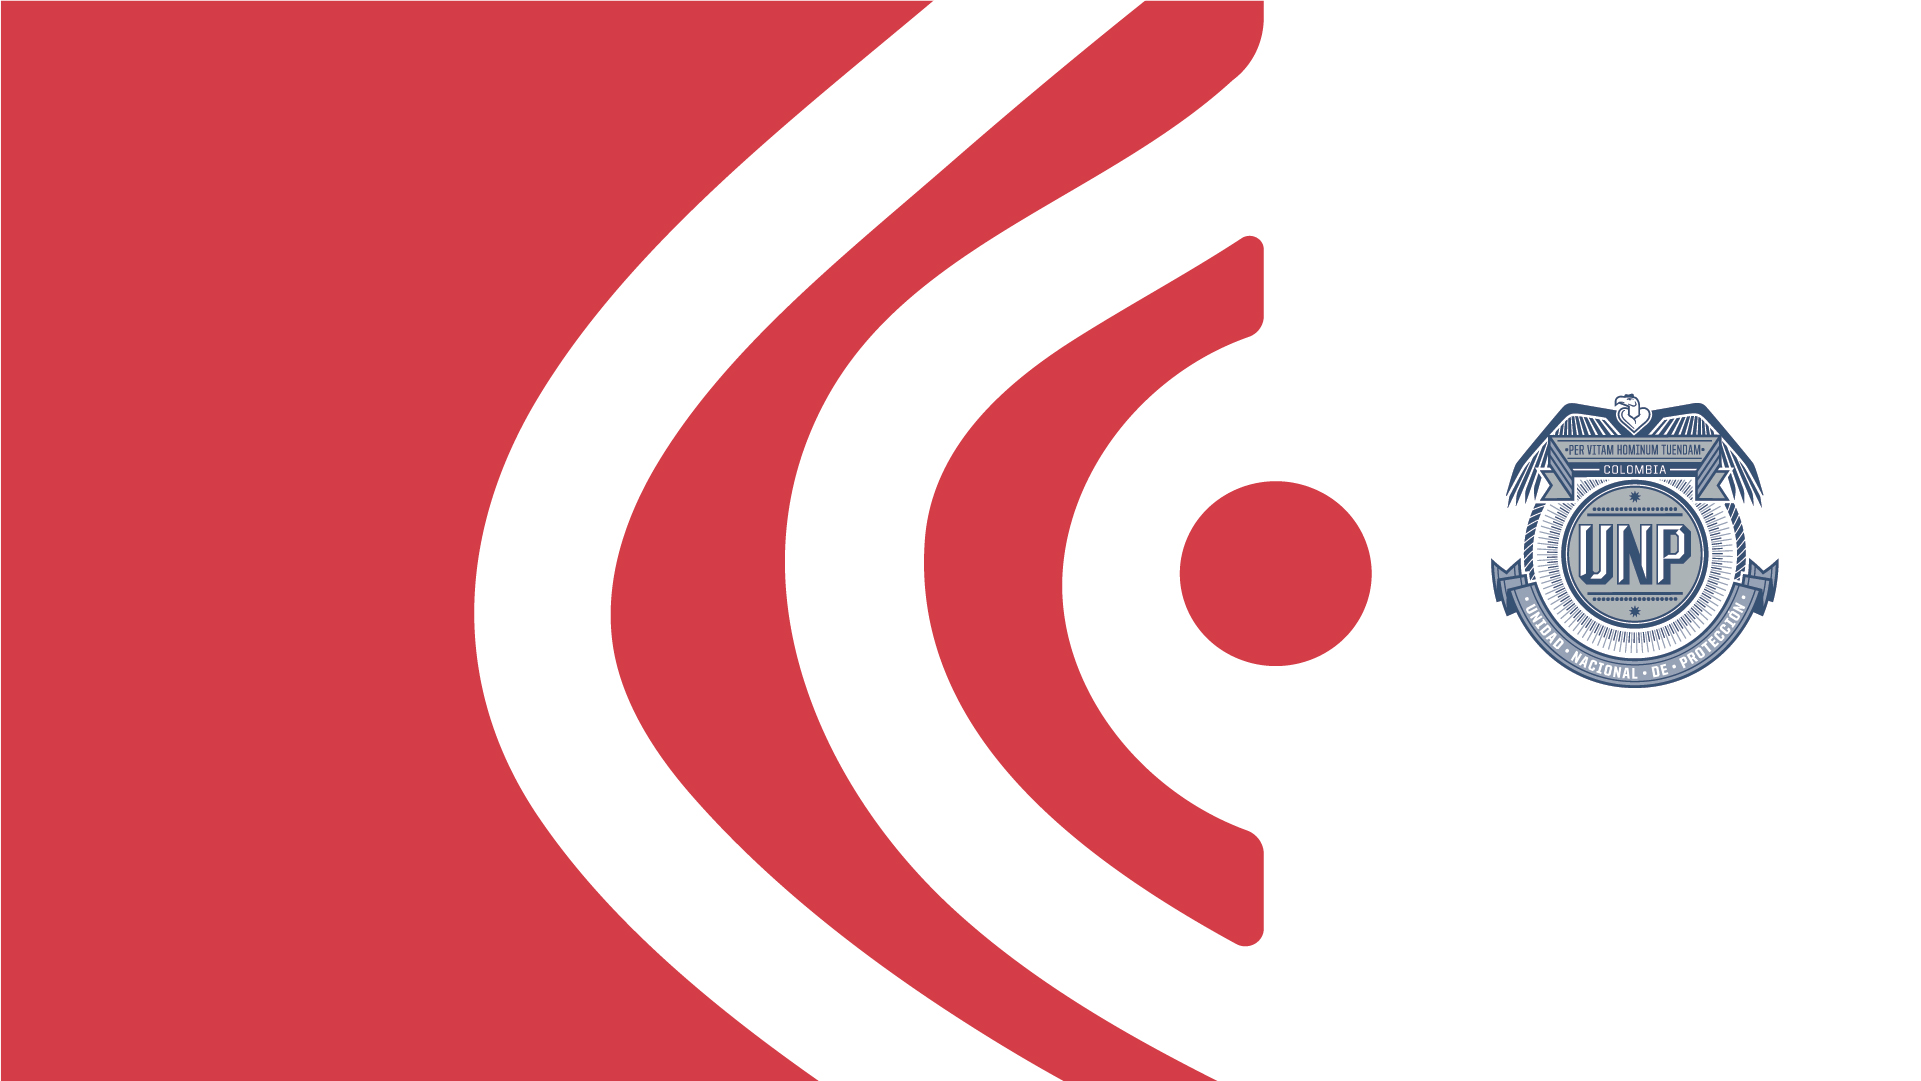 •PER VITAM HOMINUM TUENDAM•
COLOMBIA
UNP
• UNIDAD • NACIONAL • DE • PROTECCIÓN •